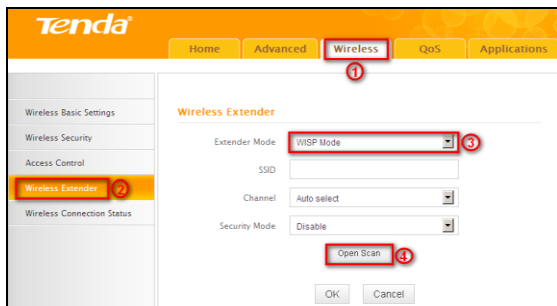 Tenda
Home Advanced Wireless QoS Applications
1
Wireless Extender
Wireless Basic Settings
Wireless Security
Access Control
Wireless Extender 2
Wireless Connection Status
Extender Mode WISP Mode 3
SSID
Channel Auto select
Security Mode Disable
Open Scan 4
OK Cancel